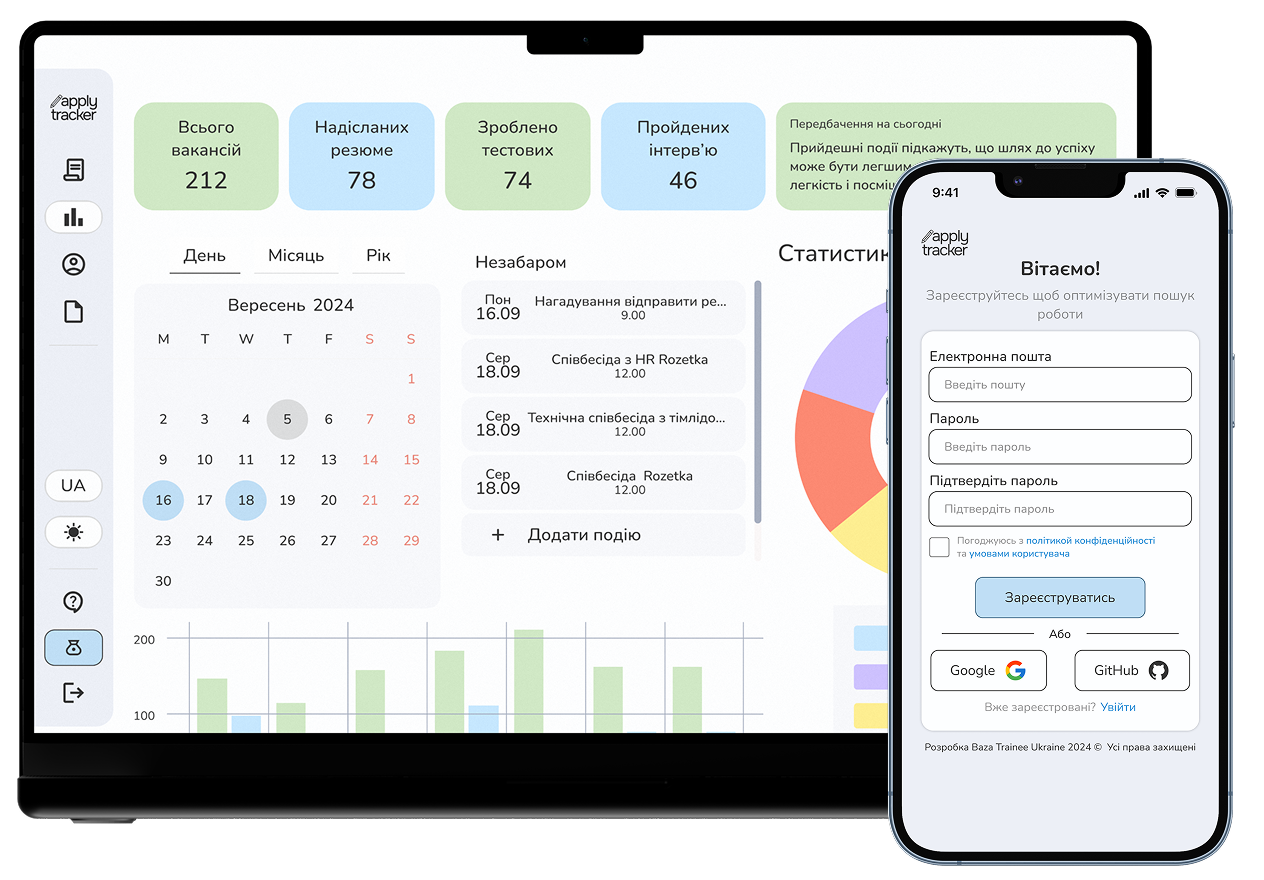 apply
tracker
Всього
вакансій
212
Надісланих
резюме
78
Зроблено
тестових
74
Пройдених
інтерв’ю
46
Передбачення на сьогодні
Прийдешні події підкажуть, що шлях до успіху
може бути легшим
легкість і
День
Місяць
Рік
Вересень 2024
M T W T F S S
1
2 3 4 5 6 7 8
9 10 11 12 13 14 15
16 17 18 19 20 21 22
23 24 25 26 27 28 29
30
Незабаром
Пон
16.09
Нагадування відправити ре...
9.00
Сер
18.09
Співбесіда з HR Rozetka
12.00
Сер
18.09
Технічна співбесіда з тімлідо...
12.00
Сер
18.09
Співбесіда Rozetka
12.00
+ Додати подію
Статистик
UA
200
100
9:41
apply
tracker
Вітаємо!
Зареєструйтесь щоб оптимізувати пошук
роботи
Електронна пошта
Введіть пошту
Пароль
Введіть пароль
Підтвердіть пароль
Підтвердіть пароль
Погоджуюсь з політикой конфіденційності
та умовами користувача
Зареєструватись
Або
Google
GitHub
Вже зареєстровані? Увійти
Розробка Baza Trainee Ukraine 2024 © Усі права захищені